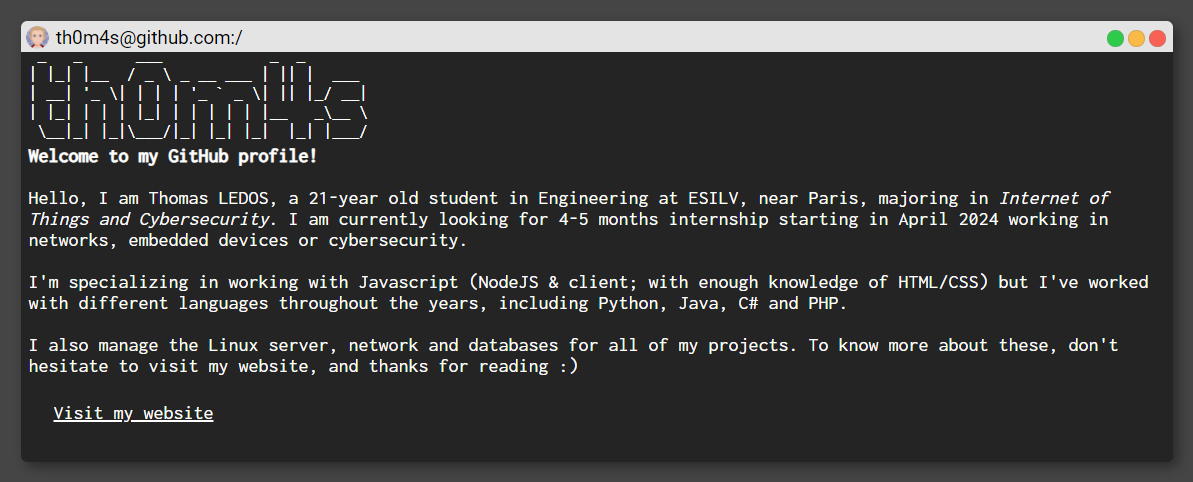 th0m4s@github.com:/
th0m4s
Welcome to my GitHub profile!
Hello, I am Thomas LEDOS, a 21-year old student in Engineering at ESILV, near Paris, majoring in Internet of
Things and Cybersecurity. I am currently looking for 4-5 months internship starting in April 2024 working in
networks, embedded devices or cybersecurity.
I'm specializing in working with Javascript (NodeJS & client; with enough knowledge of HTML/CSS) but I've worked
with different languages throughout the years, including Python, Java, C# and PHP.
I also manage the Linux server, network and databases for all of my projects. To know more about these, don't
hesitate to visit my website, and thanks for reading :)
Visit my website